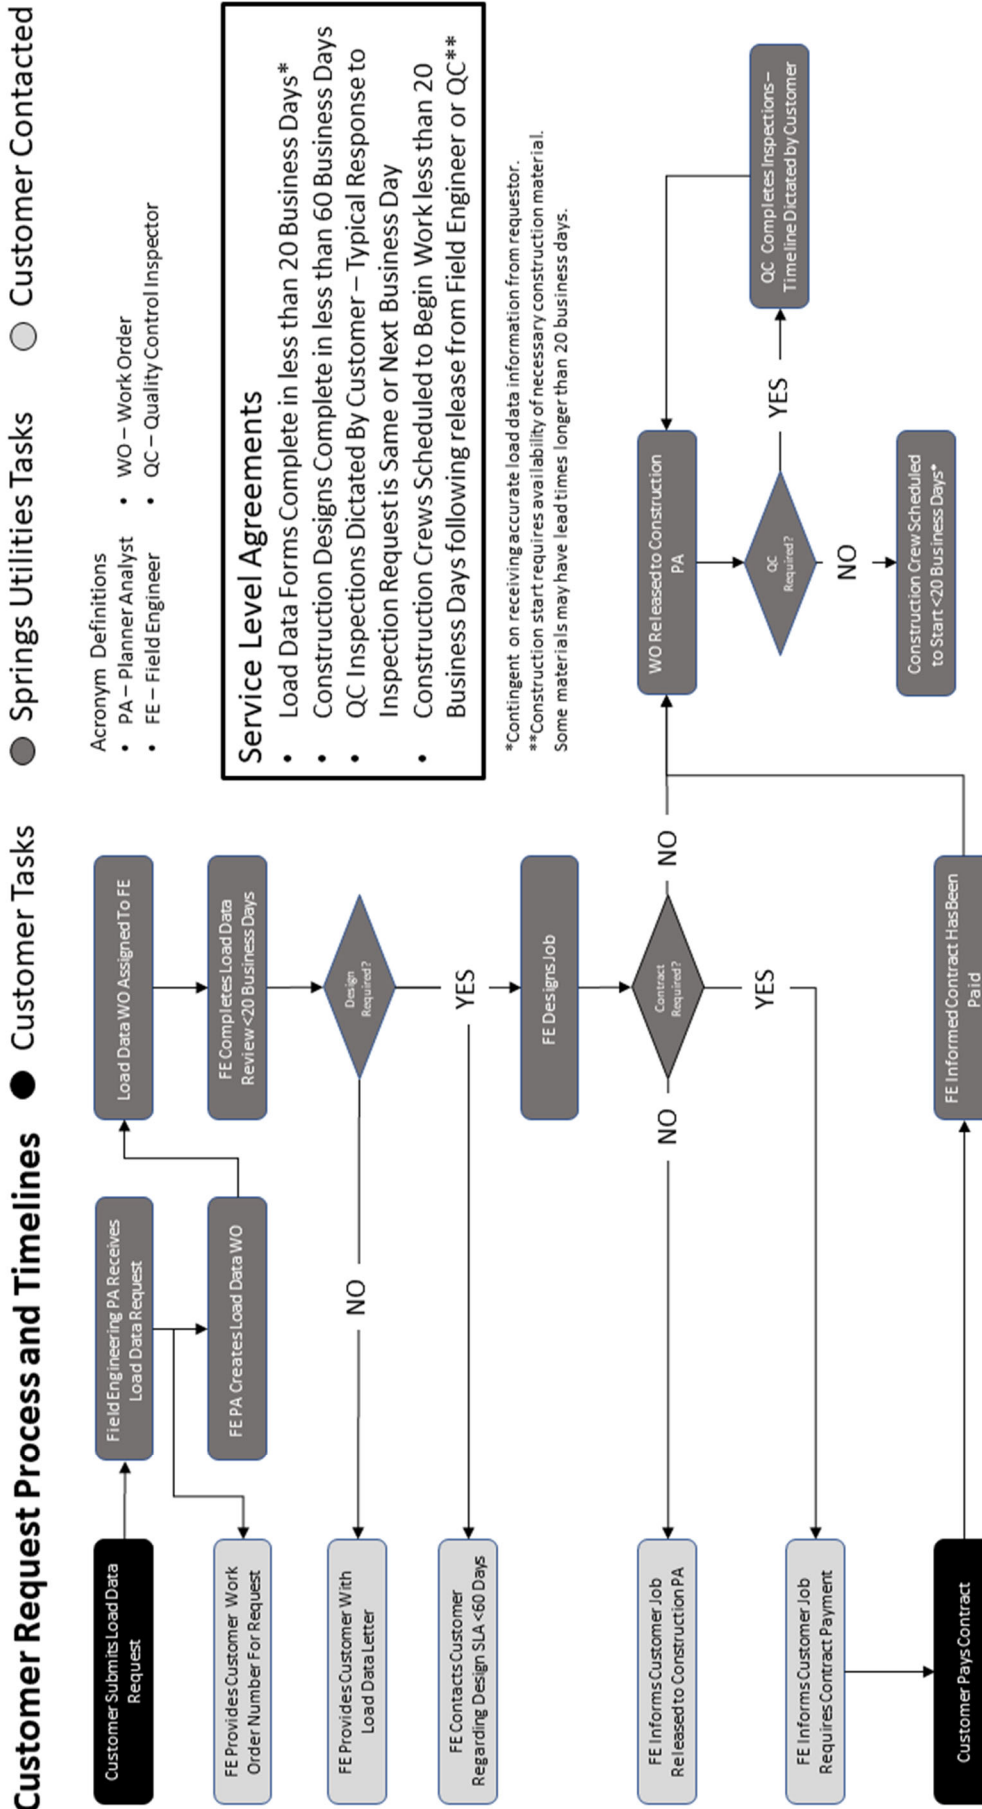 Customer Request Process and Timelines
Customer Tasks
Springs Utilities Tasks
Customer Contacted
Acronym Definitions
• PA – Planner Analyst
• FE – Field Engineer
• WO – Work Order
• QC – Quality Control Inspector
Service Level Agreements
• Load Data Forms Complete in less than 20 Business Days*
• Construction Designs Complete in less than 60 Business Days
• QC Inspections Dictated By Customer – Typical Response to
Inspection Request is Same or Next Business Day
• Construction Crews Scheduled to Begin Work less than 20
Business Days following release from Field Engineer or QC**
*Contingent on receiving accurate load data information from requestor.
**Construction start requires availability of necessary construction material.
Some materials may have lead times longer than 20 business days.
Customer Submits Load Data
Request
Field Engineering PA Receives
Load Data Request
Load Data WO Assigned To FE
FE Provides Customer Work
Order Number For Request
FE PA Creates Load Data WO
FE Completes Load Data
Review <20 Business Days
FE Provides Customer With
Load Data Letter
NO
Design
Required?
FE Contacts Customer
Regarding Design SLA <60 Days
YES
FE Designs Job
FE Informs Customer Job
Released to Construction PA
NO
Contract
Required?
NO
WO Released to Construction
PA
FE Informs Customer Job
Requires Contract Payment
YES
QC
Required?
YES
QC Completes Inspections –
Timeline Dictated by Customer
NO
Customer Pays Contract
FE Informed Contract Has Been
Paid
Construction Crew Scheduled
to Start <20 Business Days*